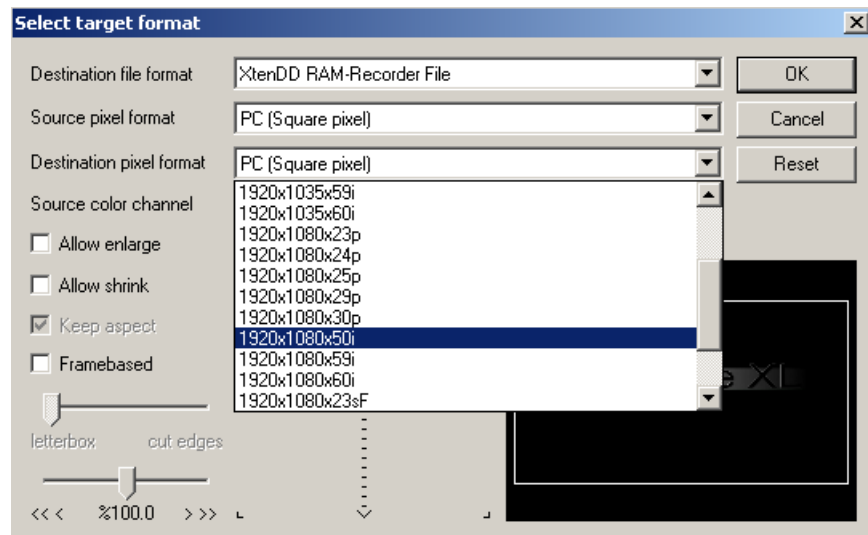 Select target format
Destination file format XtenDD RAM-Recorder File OK
Source pixel format PC (Square pixel) Cancel
Destination pixel format PC (Square pixel) Reset
Source color channel
1920x1035x59i
1920x1035x60i
1920x1080x23p
1920x1080x24p
1920x1080x25p
1920x1080x29p
1920x1080x30p
1920x1080x50i
1920x1080x59i
1920x1080x60i
1920x1080x23sF
Allow enlarge
Allow shrink
Keep aspect
Framebased
letterbox cut edges
<< < %100.0 > >>